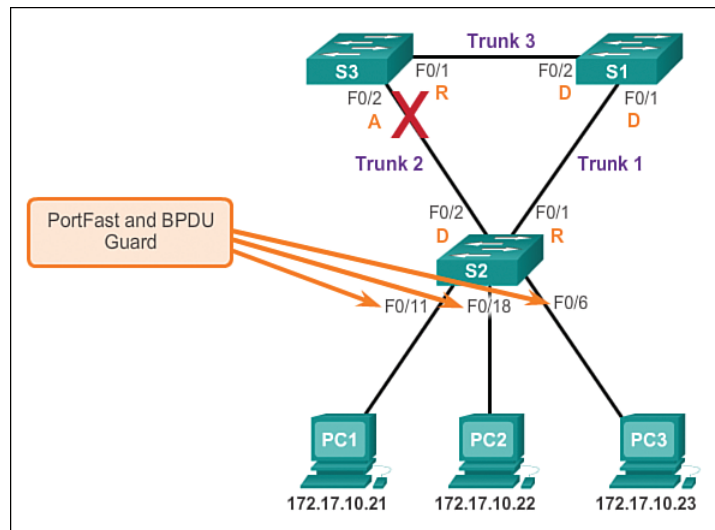 Trunk 3
S3
F0/1
F0/2
S1
R
D
F0/2
F0/1
A
X
D
Trunk 2
Trunk 1
PortFast and BPDU
Guard
F0/2
F0/1
D
R
S2
F0/11
F0/18
F0/6
PC1
PC2
PC3
172.17.10.21
172.17.10.22
172.17.10.23